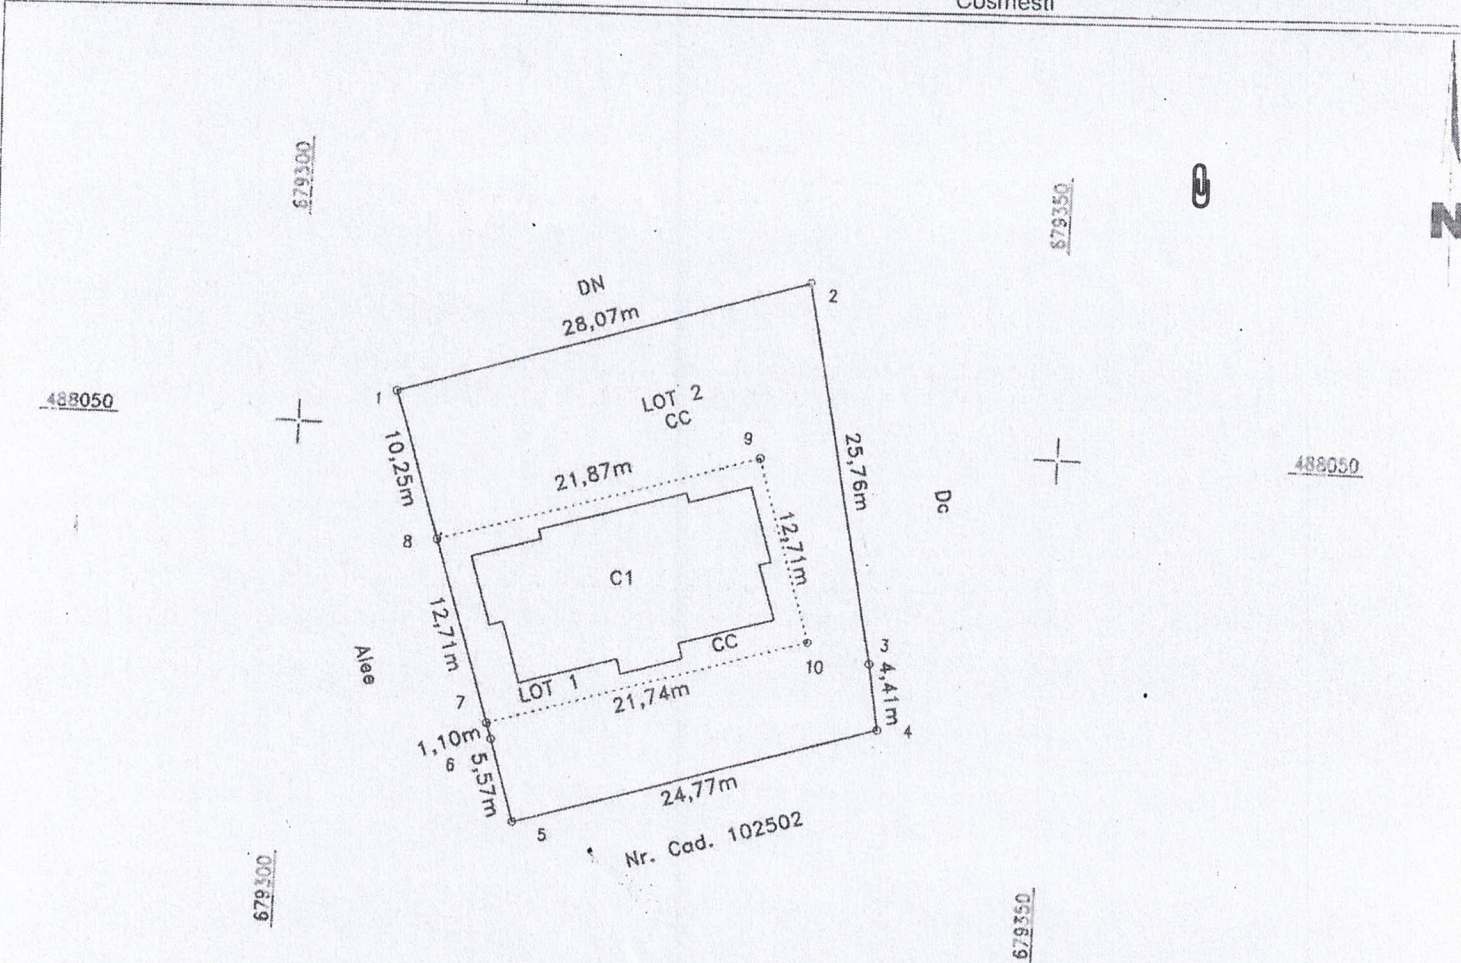 Cosmesti
679300
679350
N
DN
28,07m
2
1
488050
LOT 2
CC
10,25m
9
25,76m
488050
21,87m
Dc
8
12,71m
C1
12,71m
Alee
3
CC
10
LOT 1
4,41m
21,74m
7
4
1,10m
6
5,57m
24,77m
5
Nr. Cad. 102502
679300
679350